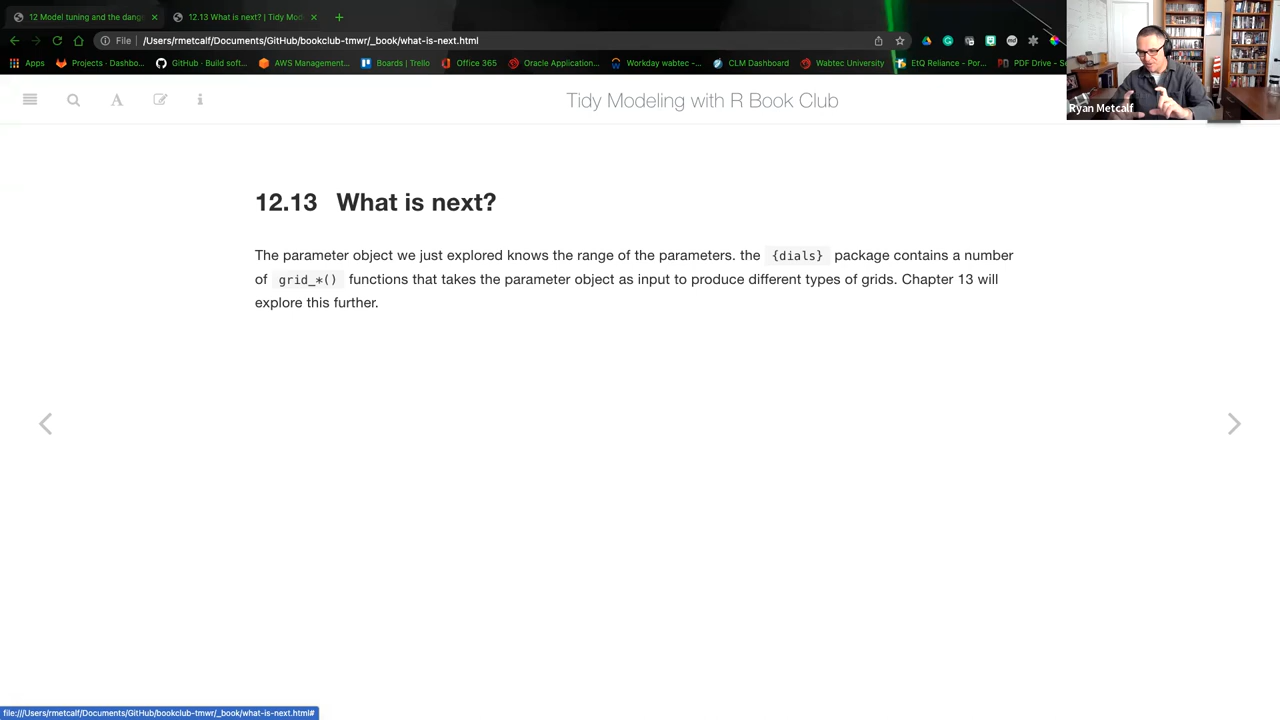 12 Model tuning and the dang
12.13 What is next? | Tidy Mod
File /Users/rmetcalf/Documents/GitHub/bookclub-tmwr/_book/what-is-next.html
Apps Projects - Dashbo... GitHub · Build soft... AWS Management... Boards | Trello Office 365 Oracle Application... Workday wabtec -... CLM Dashboard Wabtec University EtQ Reliance - Por... PDF Drive - Se
Tidy Modeling with R Book Club
Ryan Metcalf
12.13 What is next?
The parameter object we just explored knows the range of the parameters. the {dials} package contains a number
of grid_*() functions that takes the parameter object as input to produce different types of grids. Chapter 13 will
explore this further.
file:///Users/rmetcalf/Documents/GitHub/bookclub-tmwr/_book/what-is-next.html#